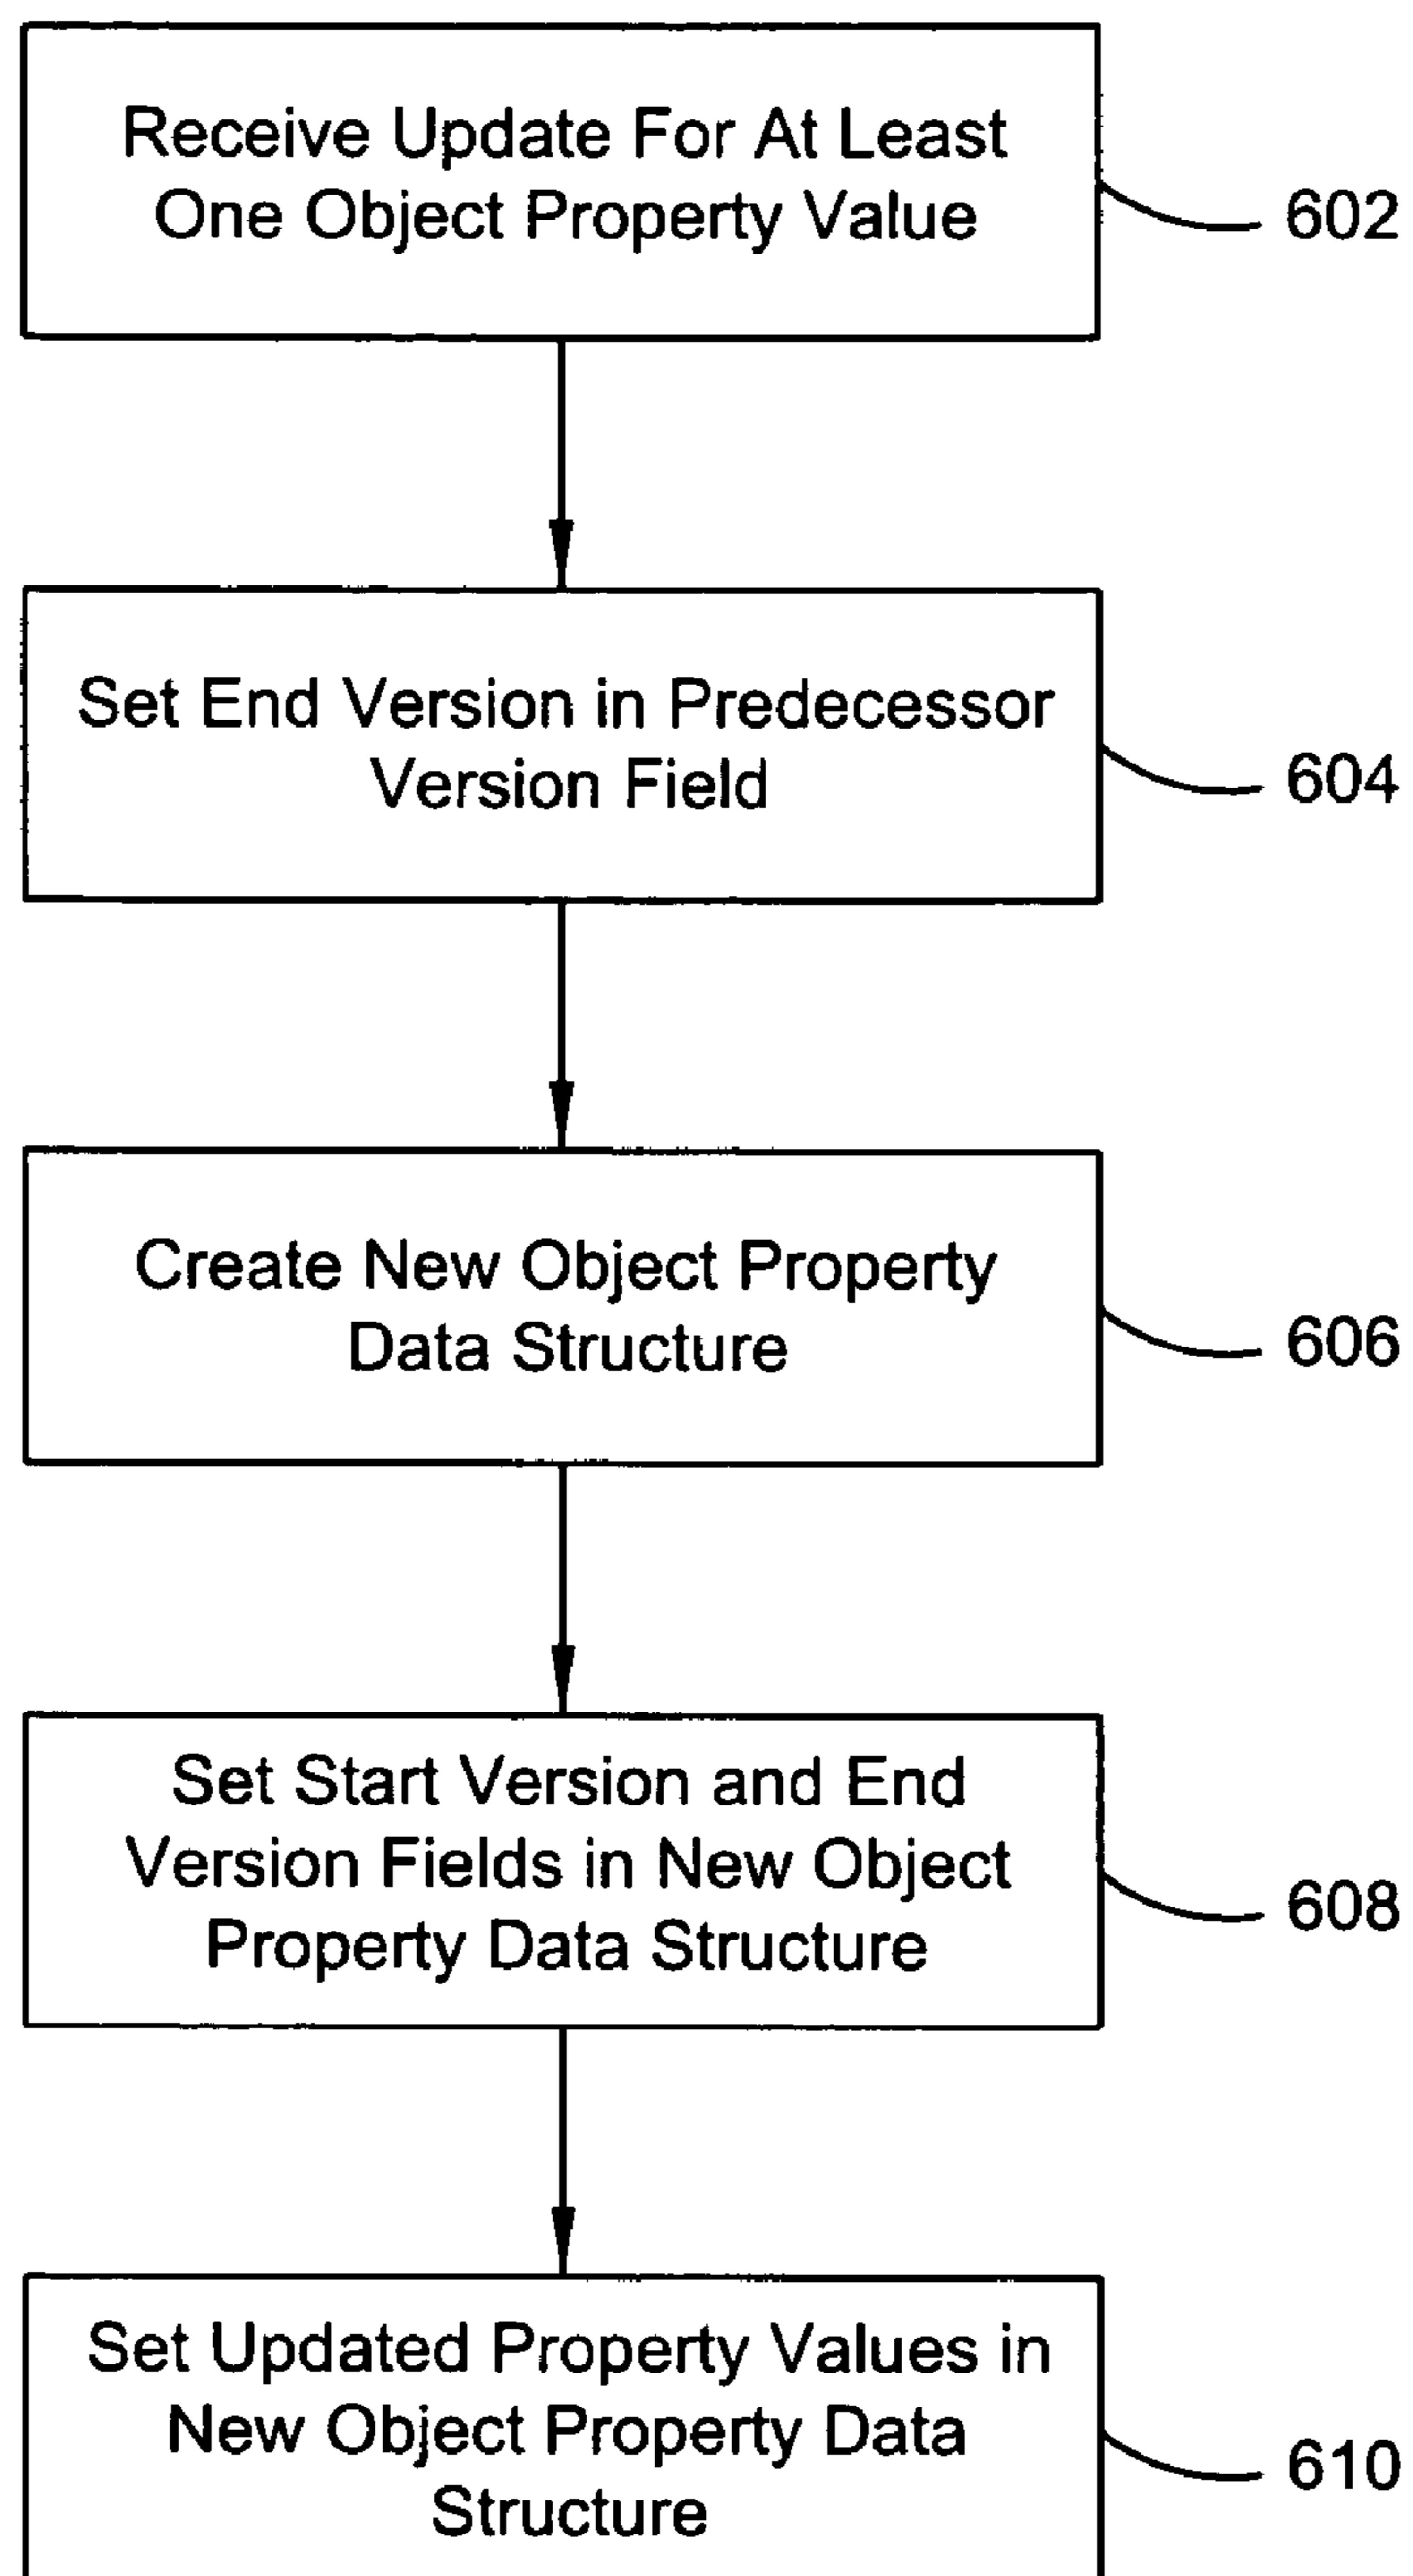 Receive Update For At Least
One Object Property Value
602
Set End Version in Predecessor
Version Field
604
Create New Object Property
Data Structure
606
Set Start Version and End
Version Fields in New Object
Property Data Structure
608
Set Updated Property Values in
New Object Property Data
Structure
610